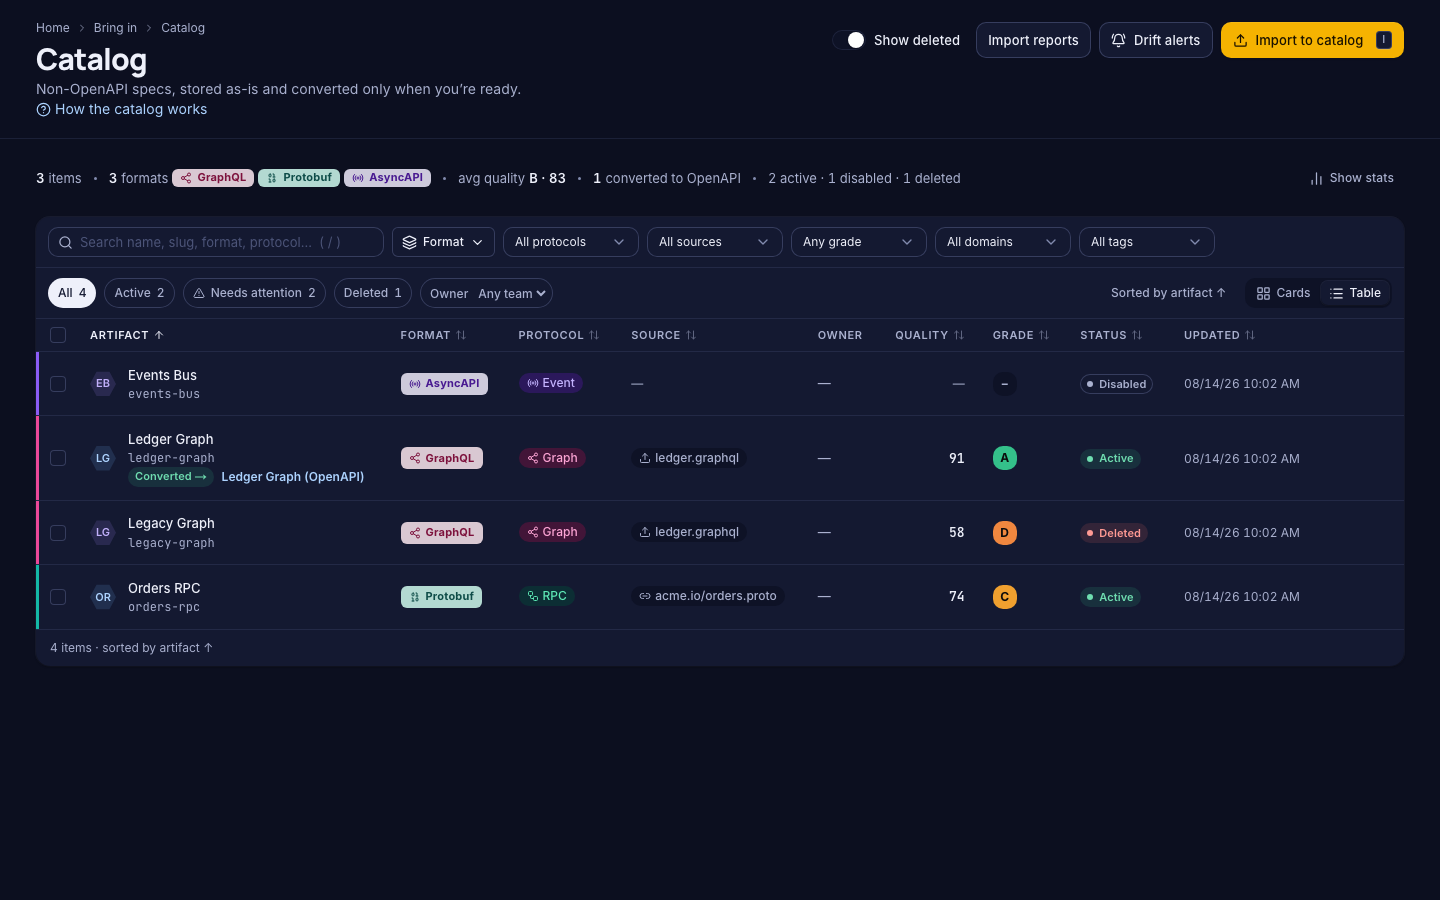 Home > Bring in > Catalog
Catalog
Non-OpenAPI specs, stored as-is and converted only when you’re ready.
How the catalog works
Show deleted
Import reports
Drift alerts
Import to catalog I
3 items • 3 formats GraphQL Protobuf AsyncAPI • avg quality B · 83 • 1 converted to OpenAPI • 2 active · 1 disabled · 1 deleted
Show stats
Search name, slug, format, protocol... ( / )
Format
All protocols
All sources
Any grade
All domains
All tags
All 4
Active 2
Needs attention 2
Deleted 1
Owner Any team
Sorted by artifact ↑
Cards
Table
ARTIFACT ↑ FORMAT ↑↓ PROTOCOL ↑↓ SOURCE ↑↓ OWNER QUALITY ↑↓ GRADE ↑↓ STATUS ↑↓ UPDATED ↑↓
EB Events Bus
events-bus
AsyncAPI Event — — — – Disabled 08/14/26 10:02 AM
LG Ledger Graph
ledger-graph
Converted → Ledger Graph (OpenAPI)
GraphQL Graph ledger.graphql — 91 A Active 08/14/26 10:02 AM
LG Legacy Graph
legacy-graph
GraphQL Graph ledger.graphql — 58 D Deleted 08/14/26 10:02 AM
OR Orders RPC
orders-rpc
Protobuf RPC acme.io/orders.proto — 74 C Active 08/14/26 10:02 AM
4 items · sorted by artifact ↑